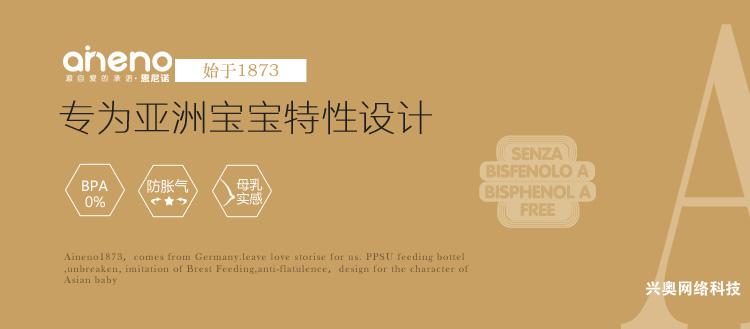 aineno
源自爱的承诺·恩尼诺
始于1873
专为亚洲宝宝特性设计
BPA
0%
防胀气
母乳
实感
SENZA
BISFENOLO A
BISPHENOL A
FREE
Aineno1873, comes from Germany.leave love storise for us. PPSU feeding bottel
,unbreaken, imitation of Brest Feeding,anti-flatulence, design for the character of
Asian baby
A
兴奥网络科技